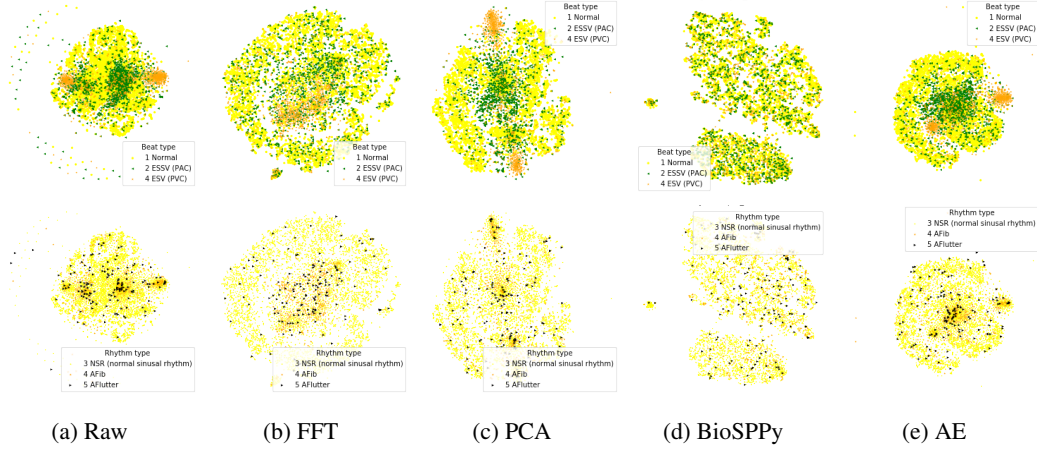 Beat type
1 Normal
2 ESSV (PAC)
4 ESV (PVC)
Beat type
1 Normal
2 ESSV (PAC)
4 ESV (PVC)
Beat type
1 Normal
2 ESSV (PAC)
4 ESV (PVC)
Beat type
1 Normal
2 ESSV (PAC)
4 ESV (PVC)
Beat type
1 Normal
2 ESSV (PAC)
4 ESV (PVC)
Rhythm type
3 NSR (normal sinusal rhythm)
4 AFib
5 AFlutter
Rhythm type
3 NSR (normal sinusal rhythm)
4 AFib
5 AFlutter
Rhythm type
3 NSR (normal sinusal rhythm)
4 AFib
5 AFlutter
Rhythm type
3 NSR (normal sinusal rhythm)
4 AFib
5 AFlutter
Rhythm type
3 NSR (normal sinusal rhythm)
4 AFib
5 AFlutter
(a) Raw
(b) FFT
(c) PCA
(d) BioSPPy
(e) AE